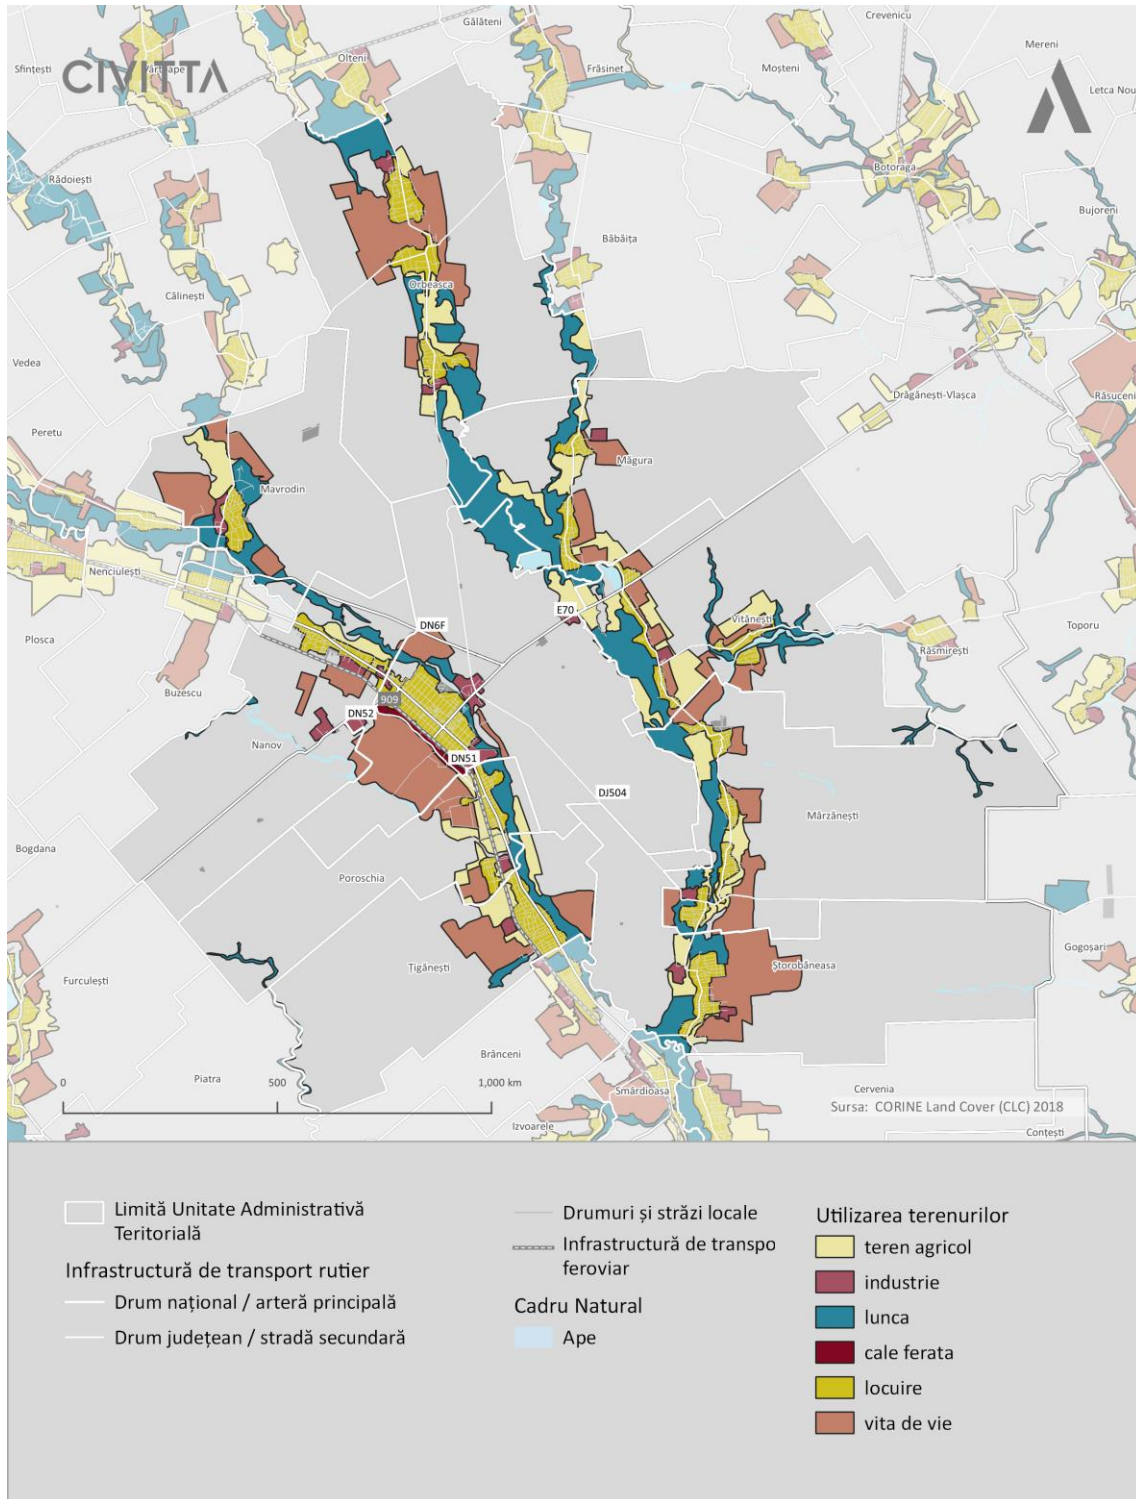 Gălăteni
Crevenicu
Olteni
Mereni
Sfințești
CIVITTA
Vârtoape
Frăsinet
Moșteni
Letca Nou
Rădoiești
Botoraga
Bujoreni
Băbăița
Călinești
Orbeasca
Vedea
Drăgănești-Vlașca
Răsuceni
Peretu
Măgura
Mavrodin
Nenciulești
E70
Vitănești
DN6F
Toporu
Plosca
Răsmirești
Buzescu
909
DN52
Nanov
DN51
DJ504
Mârzănești
Bogdana
Poroschia
Gogoșari
Țigănești
Ștorobăneasa
Furculești
Brânceni
Piatra
0 500 1,000 km
Smârdioasa
Cervenia
Sursa: CORINE Land Cover (CLC) 2018
Izvoarele
Conțești
Limită Unitate Administrativă
Teritorială
Infrastructură de transport rutier
Drum național / arteră principală
Drum județean / stradă secundară
Drumuri și străzi locale
Infrastructură de transpo
feroviar
Cadru Natural
Ape
Utilizarea terenurilor
teren agricol
industrie
lunca
cale ferata
locuire
vita de vie